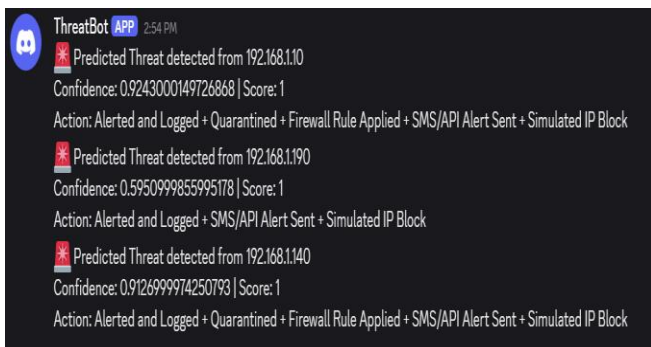 ThreatBot APP 2:54 PM
🚨 Predicted Threat detected from 192.168.1.10
Confidence: 0.9243000149726868 | Score: 1
Action: Alerted and Logged + Quarantined + Firewall Rule Applied + SMS/API Alert Sent + Simulated IP Block
🚨 Predicted Threat detected from 192.168.1.190
Confidence: 0.5950999855995178 | Score: 1
Action: Alerted and Logged + SMS/API Alert Sent + Simulated IP Block
🚨 Predicted Threat detected from 192.168.1.140
Confidence: 0.9126999974250793 | Score: 1
Action: Alerted and Logged + Quarantined + Firewall Rule Applied + SMS/API Alert Sent + Simulated IP Block